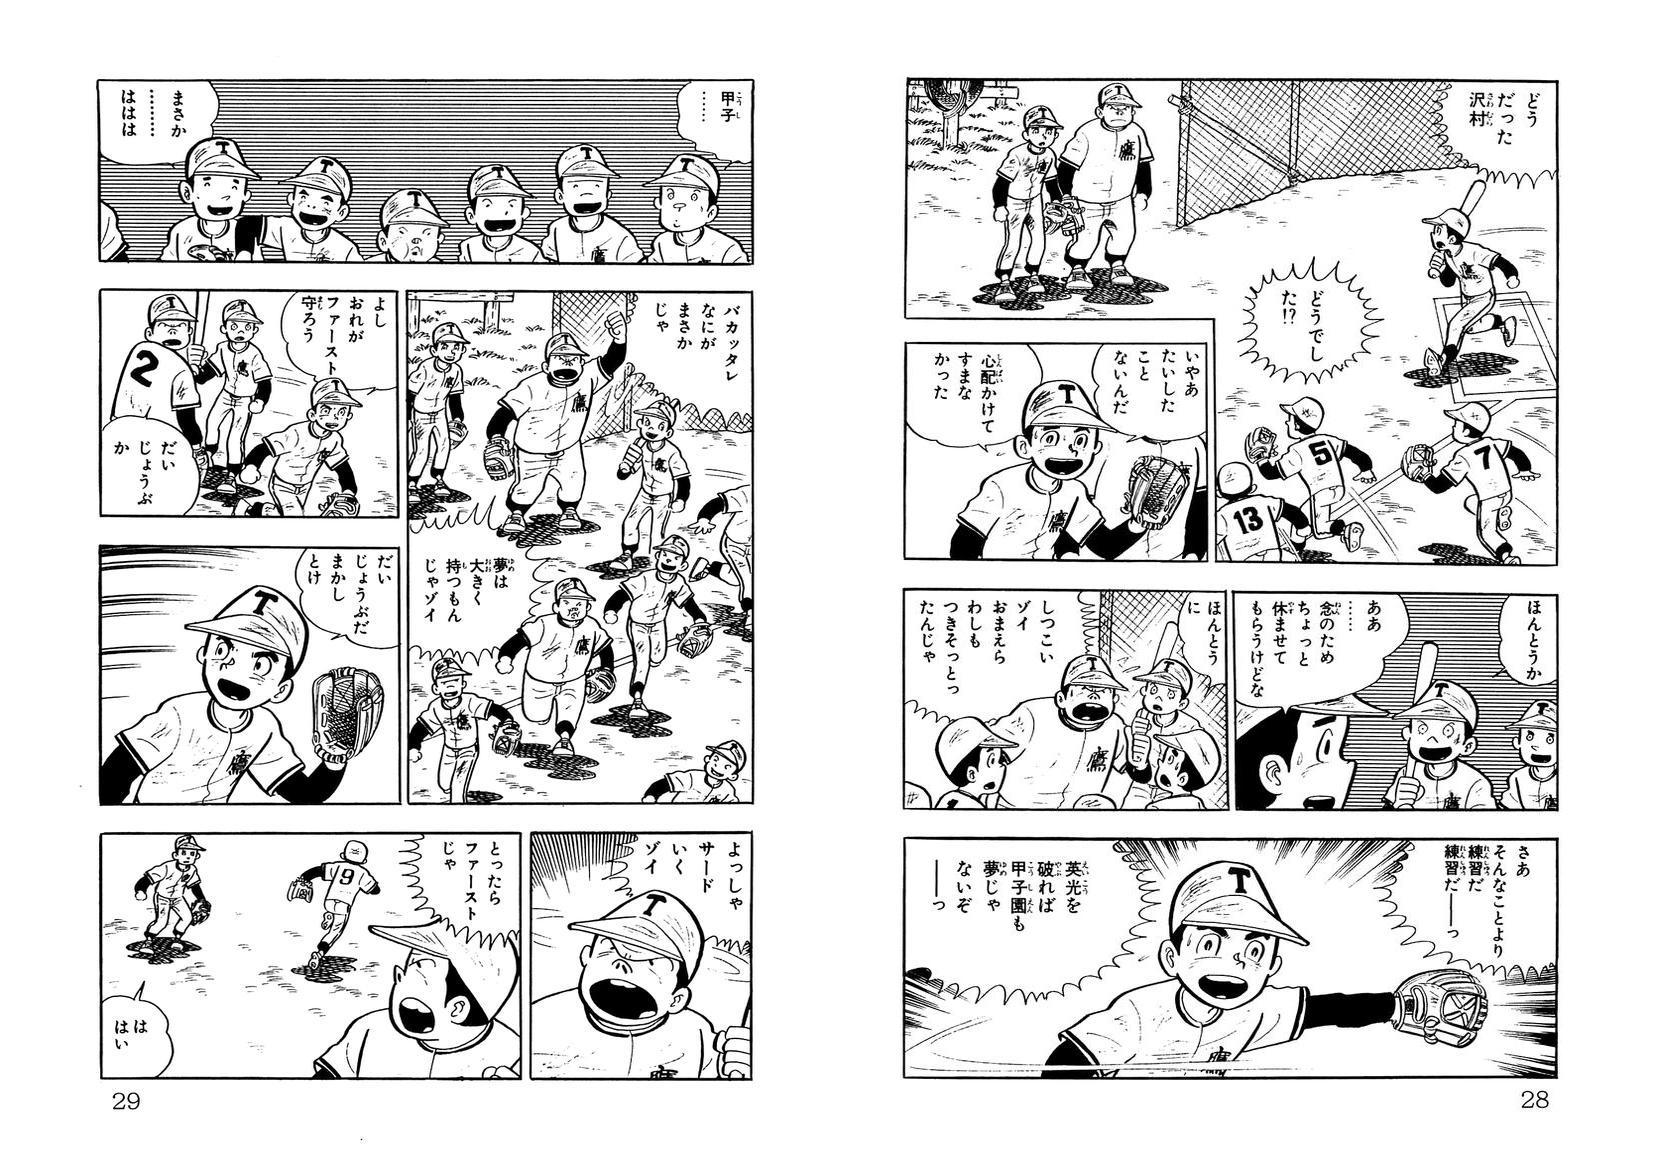 どう
だった
沢村
どうでし
た!?
いやあ
たいした
こと
ないんだ
心配かけて
すまな
かった
ほんとうか
ああ
……
念のため
ちょっと
休ませて
もらうけどな
ほんとう
に
しつこい
ゾイ
おまえら
わしも
つきそっとっ
たんじゃ
さあ
そんなことより
練習だ
練習だ――っ
英光を
破れば
甲子園も
夢じゃ
ないぞ
――っ
T
鷹
5
7
13
28
甲子
……
まさか
………
ははは
バカッタレ
なにが
まさか
じゃ
夢は
大きく
持つもん
じゃゾイ
よし
おれが
ファースト
守ろう
だい
じょうぶ
か
2
だい
じょうぶだ
まかし
とけ
よっしゃ
サード
いく
ゾイ
とったら
ファースト
じゃ
は
はい
9
29